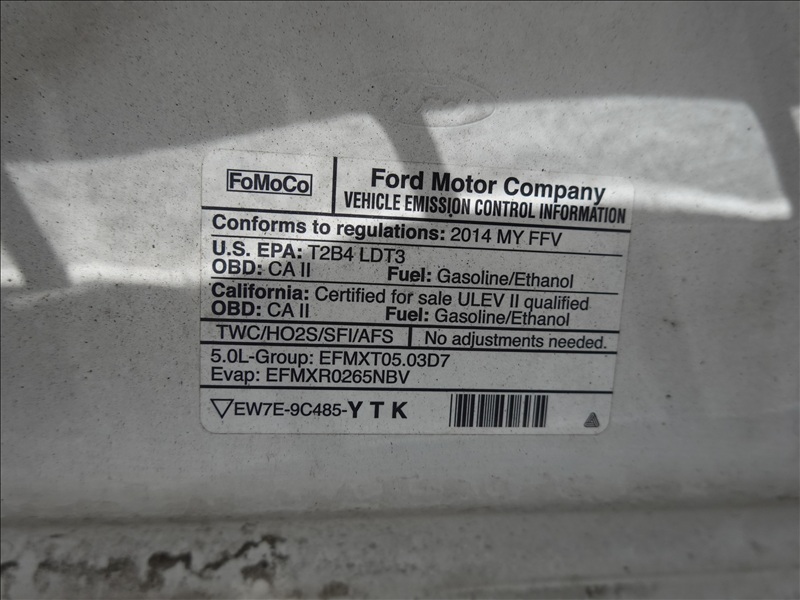 FoMoCo
Ford Motor Company
VEHICLE EMISSION CONTROL INFORMATION
Conforms to regulations: 2014 MY FFV
U.S. EPA: T2B4 LDT3
OBD: CA II Fuel: Gasoline/Ethanol
California: Certified for sale ULEV II qualified
OBD: CA II Fuel: Gasoline/Ethanol
TWC/HO2S/SFI/AFS No adjustments needed.
5.0L-Group: EFMXT05.03D7
Evap: EFMXR0265NBV
EW7E-9C485-YTK